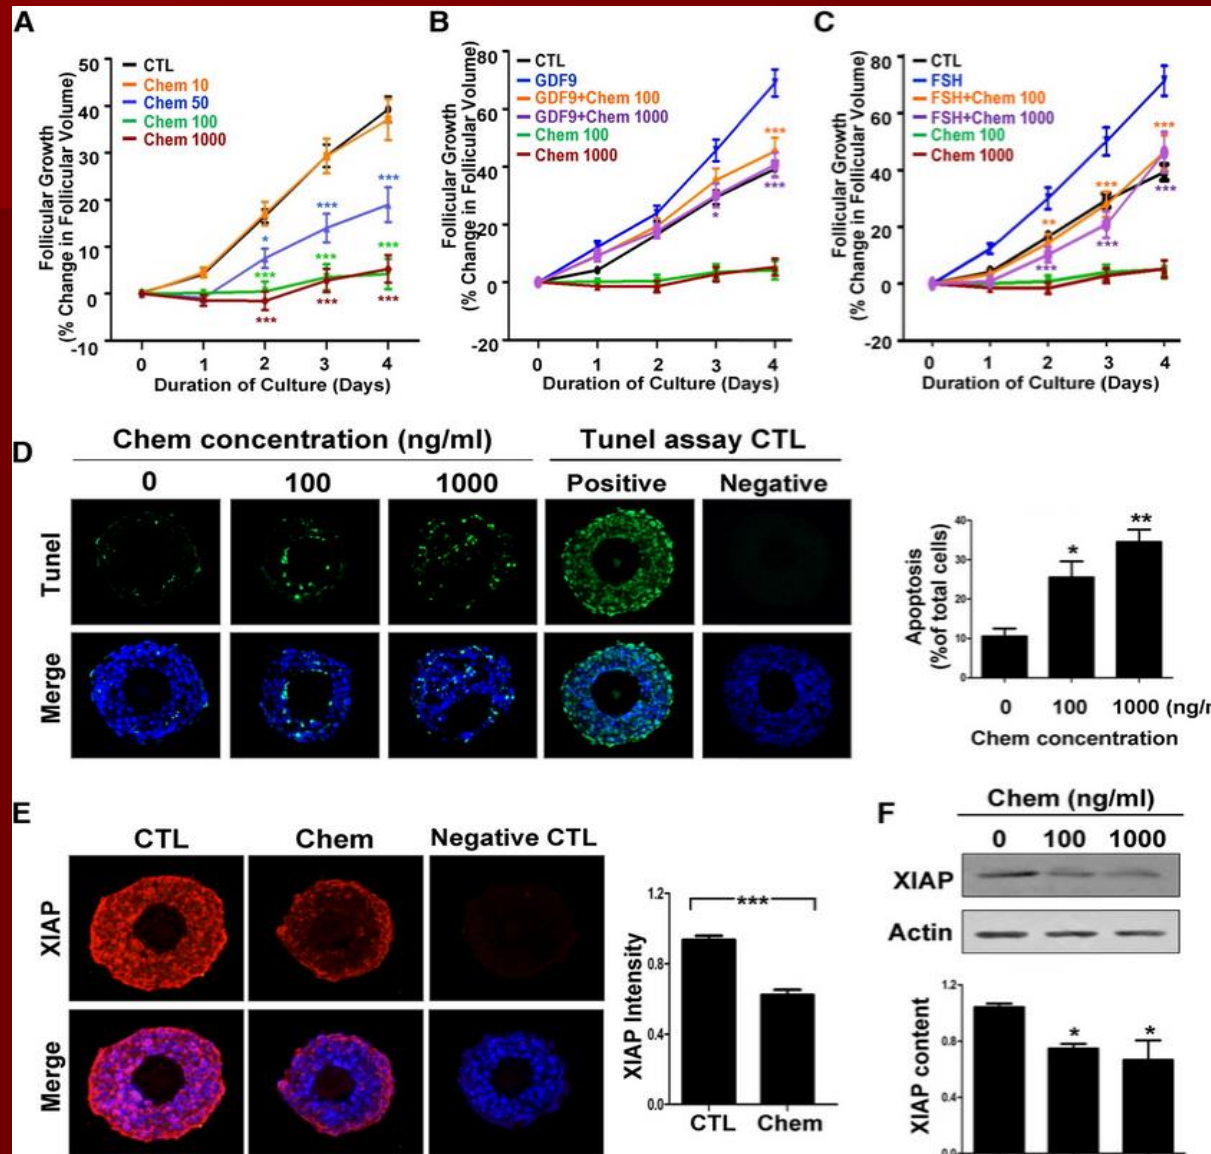 A
50
40
30
20
10
0
-10
Follicular Growth
(% Change in Follicular Volume)
CTL
Chem 10
Chem 50
Chem 100
Chem 1000
*
***
***
***
***
***
***
***
***
0 1 2 3 4
Duration of Culture (Days)
B
80
60
40
20
0
-20
Follicular Growth
(% Change in Follicular Volume)
CTL
GDF9
GDF9+Chem 100
GDF9+Chem 1000
Chem 100
Chem 1000
*
***
***
0 1 2 3 4
Duration of Culture (Days)
C
80
60
40
20
0
-20
Follicular Growth
(% Change in Follicular Volume)
CTL
FSH
FSH+Chem 100
FSH+Chem 1000
Chem 100
Chem 1000
**
***
***
***
***
***
0 1 2 3 4
Duration of Culture (Days)
D
Chem concentration (ng/ml)
Tunel assay CTL
0 100 1000 Positive Negative
Tunel
Merge
Apoptosis
(%of total cells)
40
30
20
10
0
*
**
0 100 1000
Chem concentration
E
CTL Chem Negative CTL
XIAP
Merge
XIAP Intensity
1.2
0.8
0.4
0.0
***
CTL Chem
F
Chem (ng/ml)
0 100 1000
XIAP
Actin
XIAP content
1.2
0.8
0.4
*
*